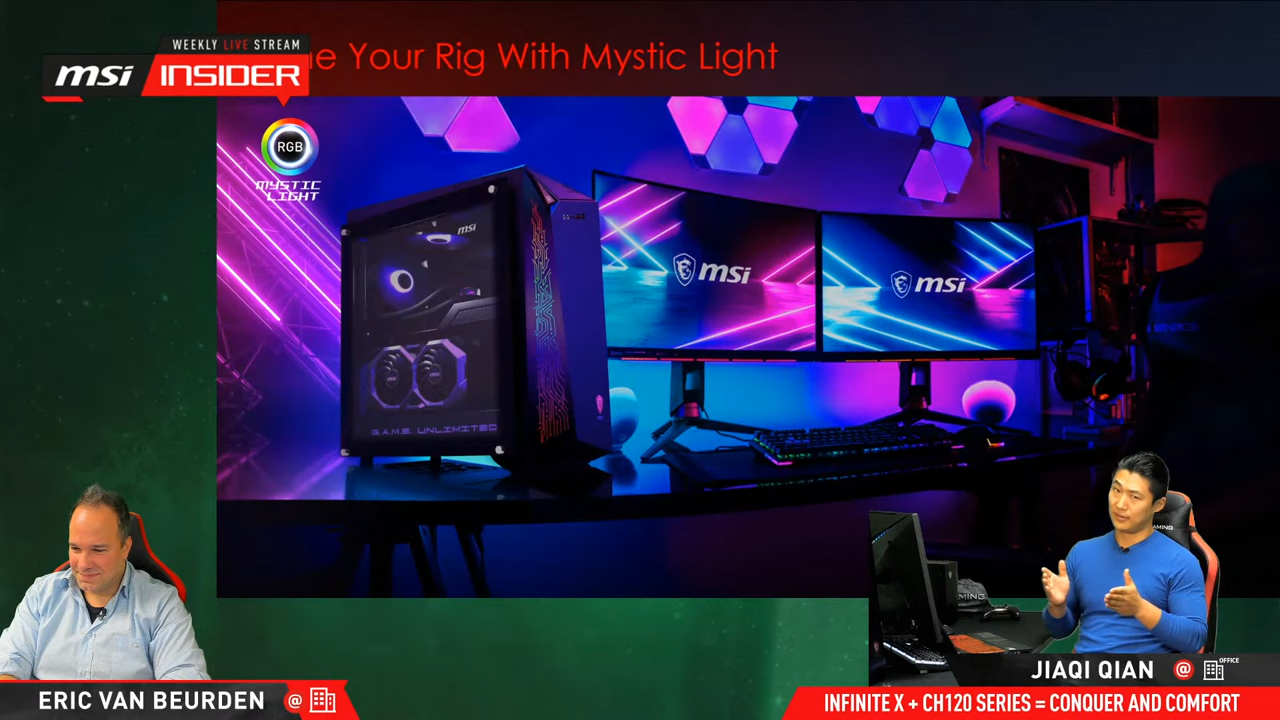 WEEKLY LIVE STREAM
msi INSIDER
e Your Rig With Mystic Light
RGB
MYSTIC
LIGHT
msi
msi
msi
G.A.M.E. UNLIMITED
JIAQI QIAN @ OFFICE
ERIC VAN BEURDEN @
INFINITE X + CH120 SERIES = CONQUER AND COMFORT